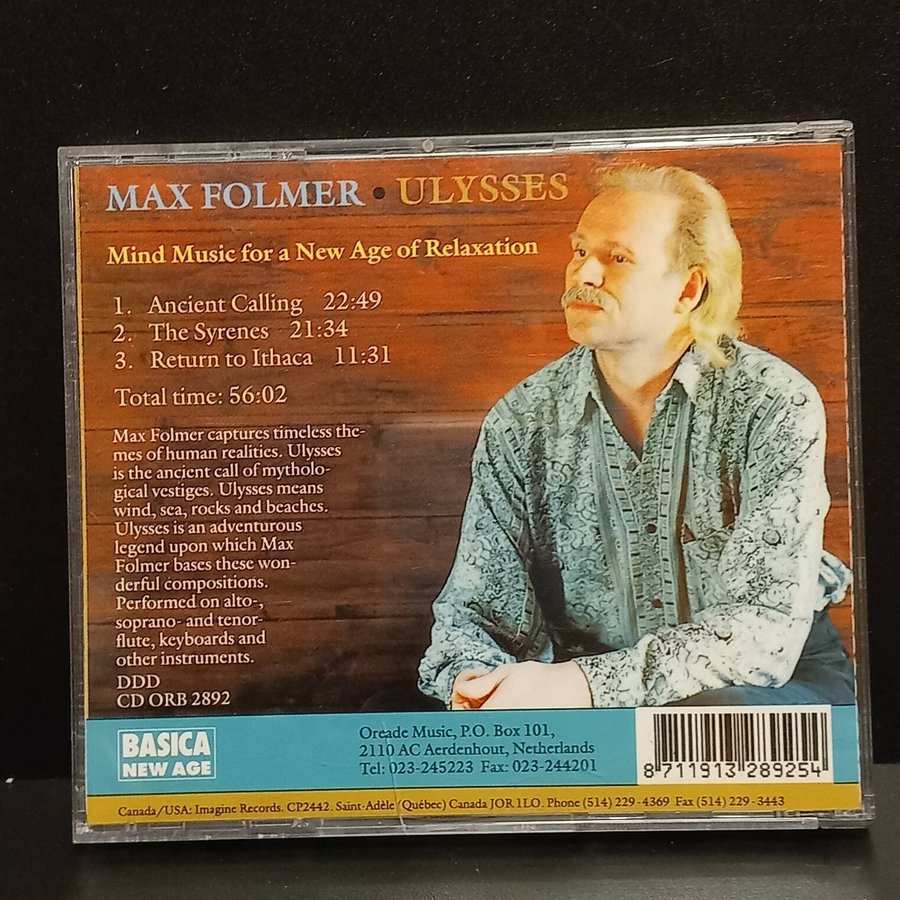 MAX FOLMER • ULYSSES
Mind Music for a New Age of Relaxation
1. Ancient Calling 22:49
2. The Syrenes 21:34
3. Return to Ithaca 11:31
Total time: 56:02
Max Folmer captures timeless the-
mes of human realities. Ulysses
is the ancient call of mytholo-
gical vestiges. Ulysses means
wind, sea, rocks and beaches.
Ulysses is an adventurous
legend upon which Max
Folmer bases these won-
derful compositions.
Performed on alto-,
soprano- and tenor-
flute, keyboards and
other instruments.
DDD
CD ORB 2892
BASICA
NEW AGE
Oreade Music, P.O. Box 101,
2110 AC Aerdenhout, Netherlands
Tel: 023-245223 Fax: 023-244201
8 711913 289254
Canada/USA: Imagine Records. CP2442. Saint-Adèle (Québec) Canada JOR 1LO. Phone (514) 229-4369 Fax (514) 229-3443